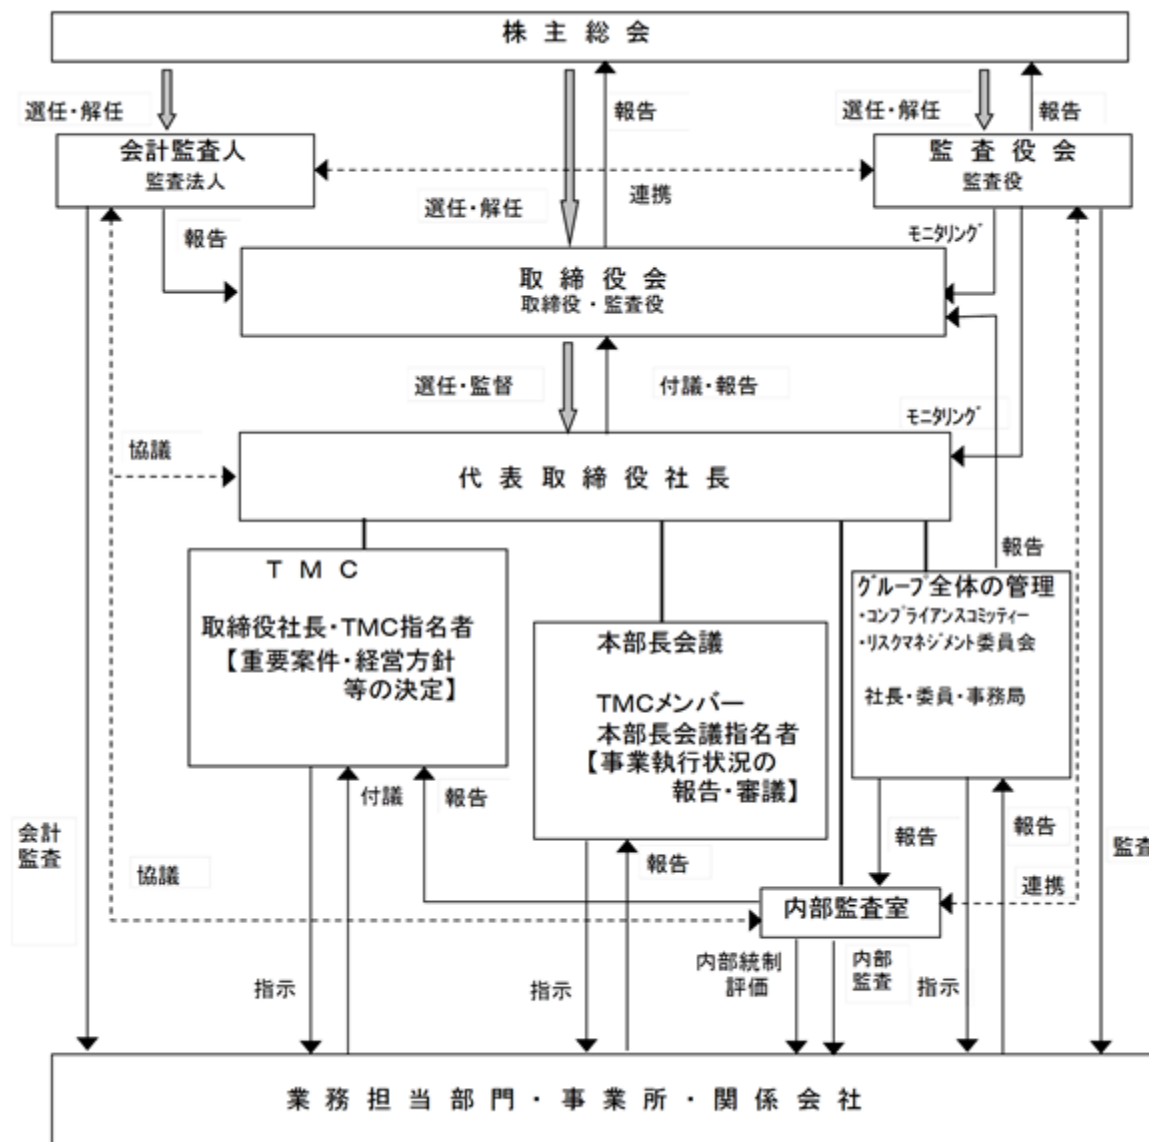 株主総会
選任・解任
報告
選任・解任
報告
会計監査人
監査法人
監査役会
監査役
連携
選任・解任
報告
モニタリング
取締役会
取締役・監査役
選任・監督
付議・報告
モニタリング
協議
代表取締役社長
報告
TMC
取締役社長・TMC指名者
【重要案件・経営方針
等の決定】
グループ全体の管理
・コンプライアンスコミッティー
・リスクマネジメント委員会
社長・委員・事務局
本部長会議
TMCメンバー
本部長会議指名者
【事業執行状況の
報告・審議】
付議
報告
会計
監査
報告
報告
報告
監査
協議
連携
内部監査室
指示
指示
内部統制
評価
内部
監査
指示
業務担当部門・事業所・関係会社